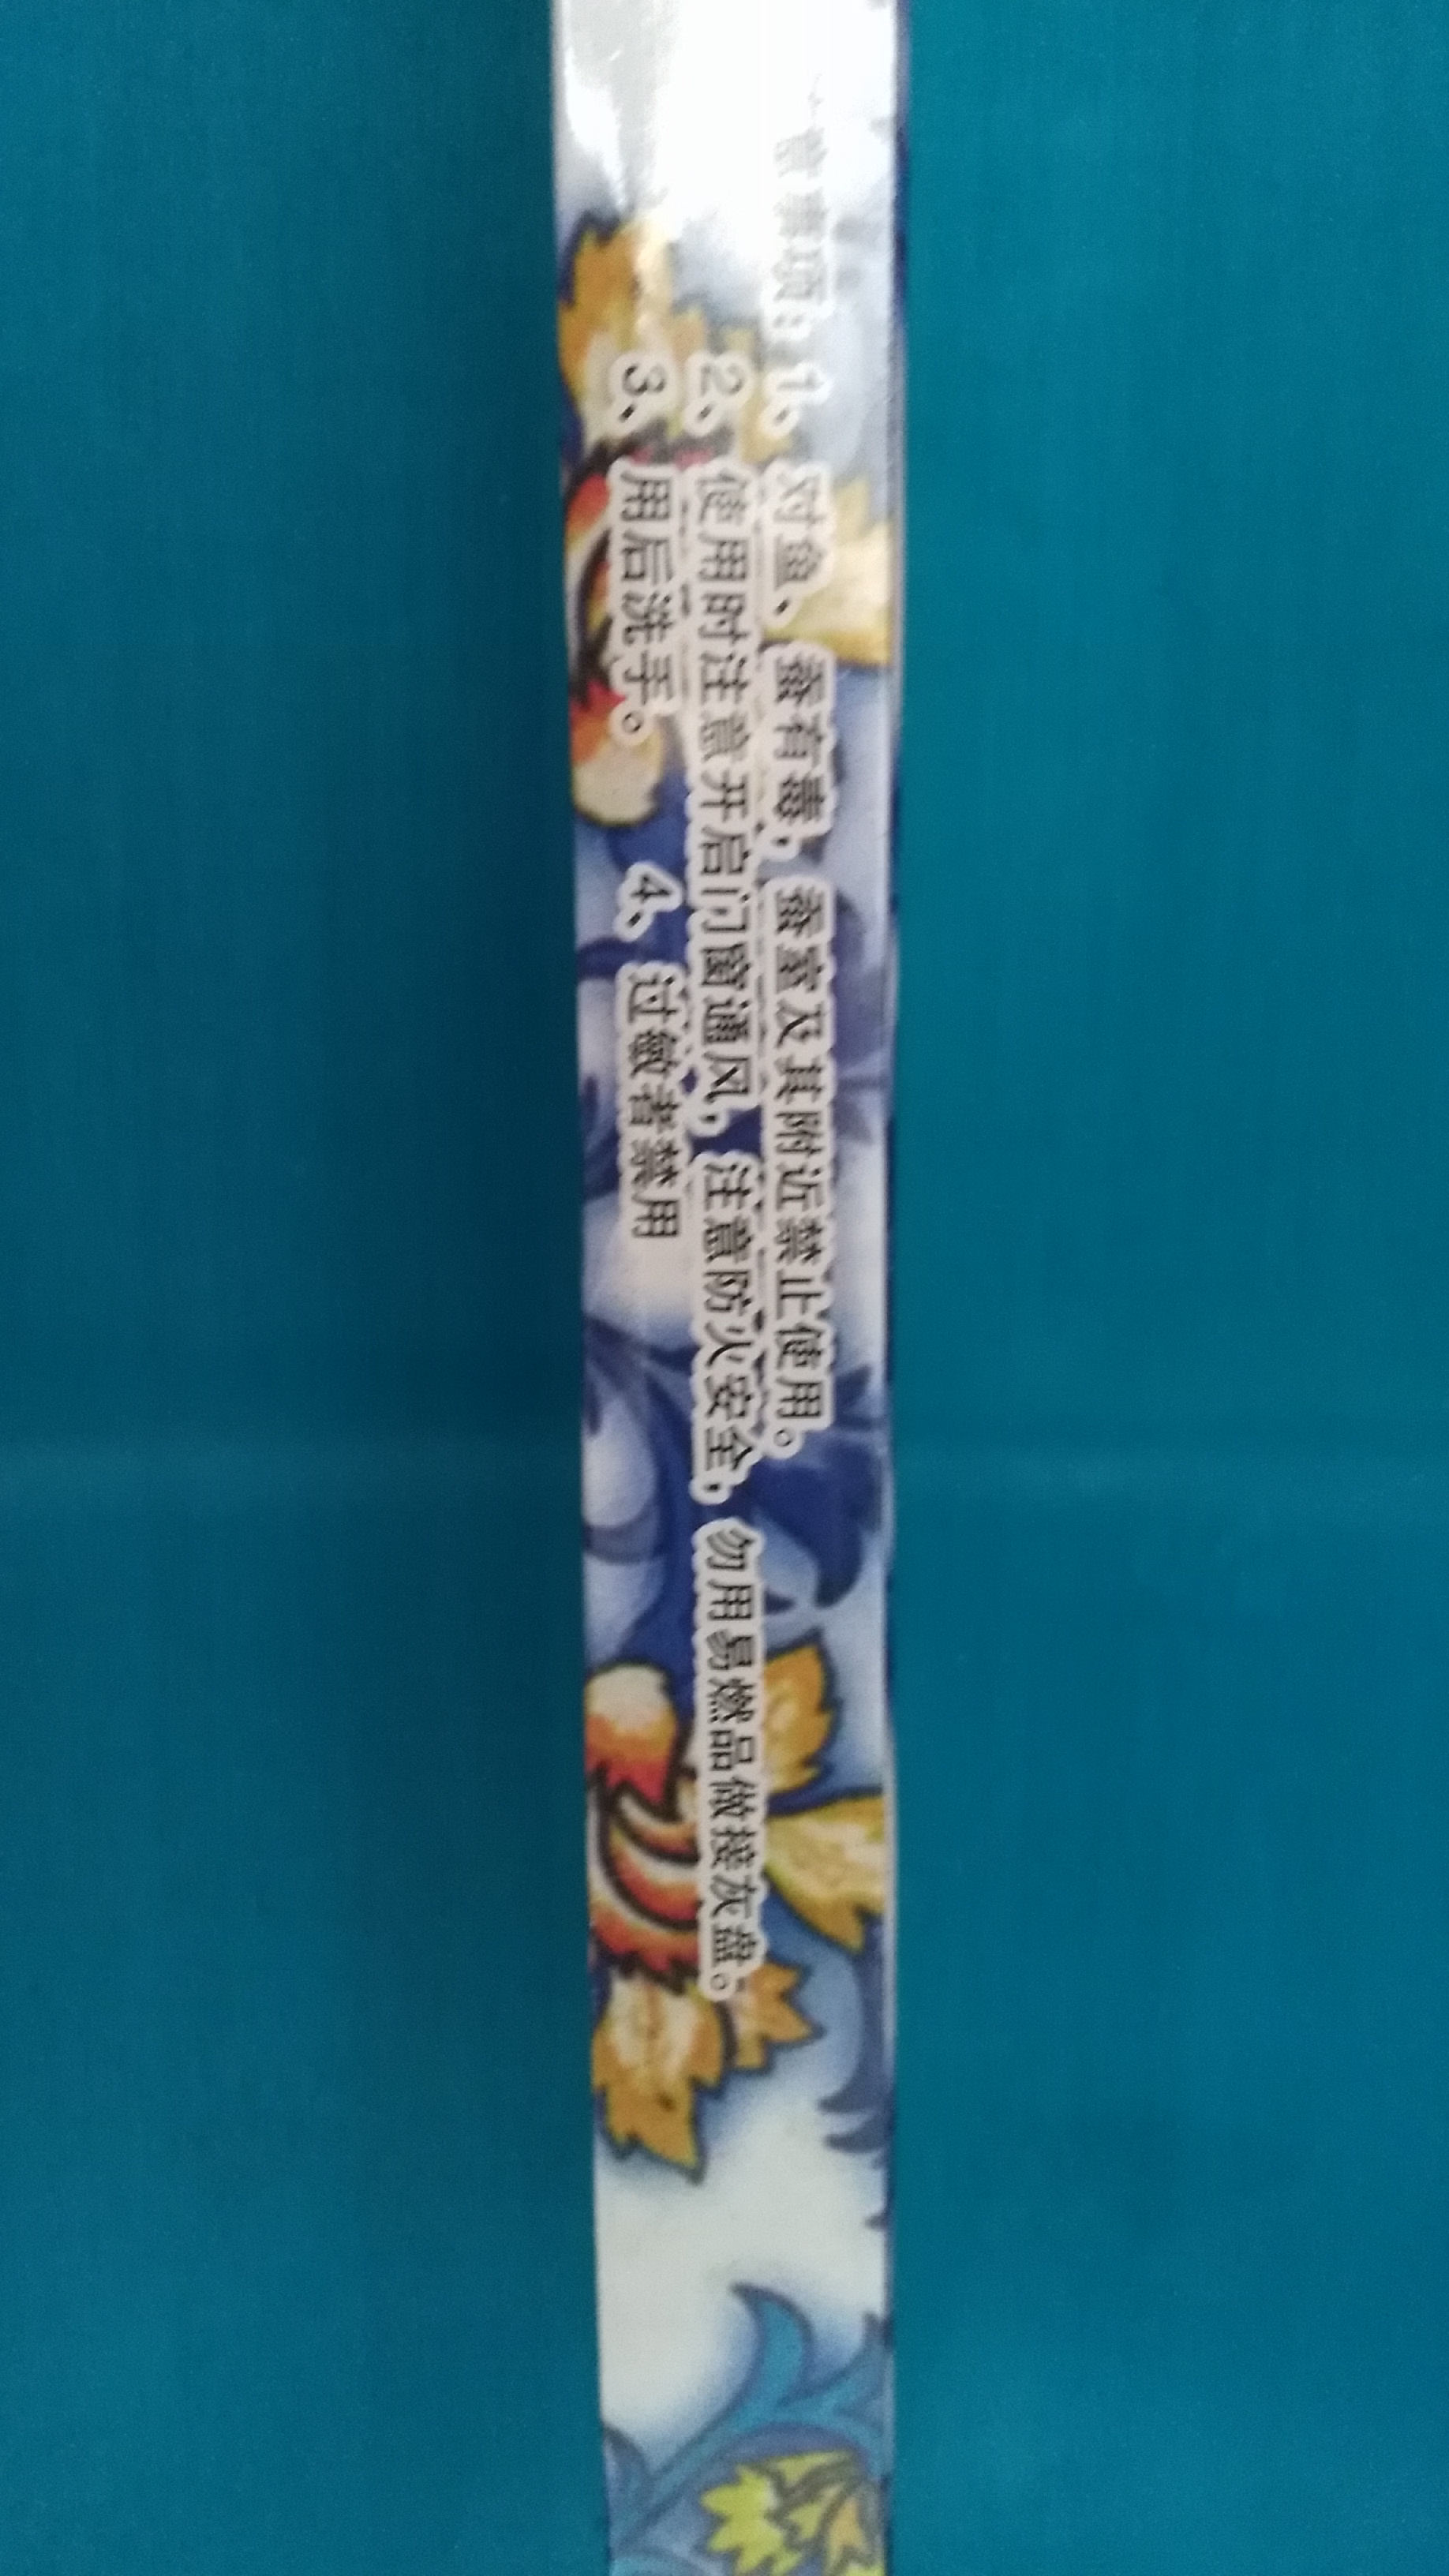 意事项：1、对鱼、蚕有毒，蚕室及其附近禁止使用。
2、使用时注意开启门窗通风，注意防火安全，勿用易燃品做接灰盘。
3、用后洗手。 4、过敏者禁用